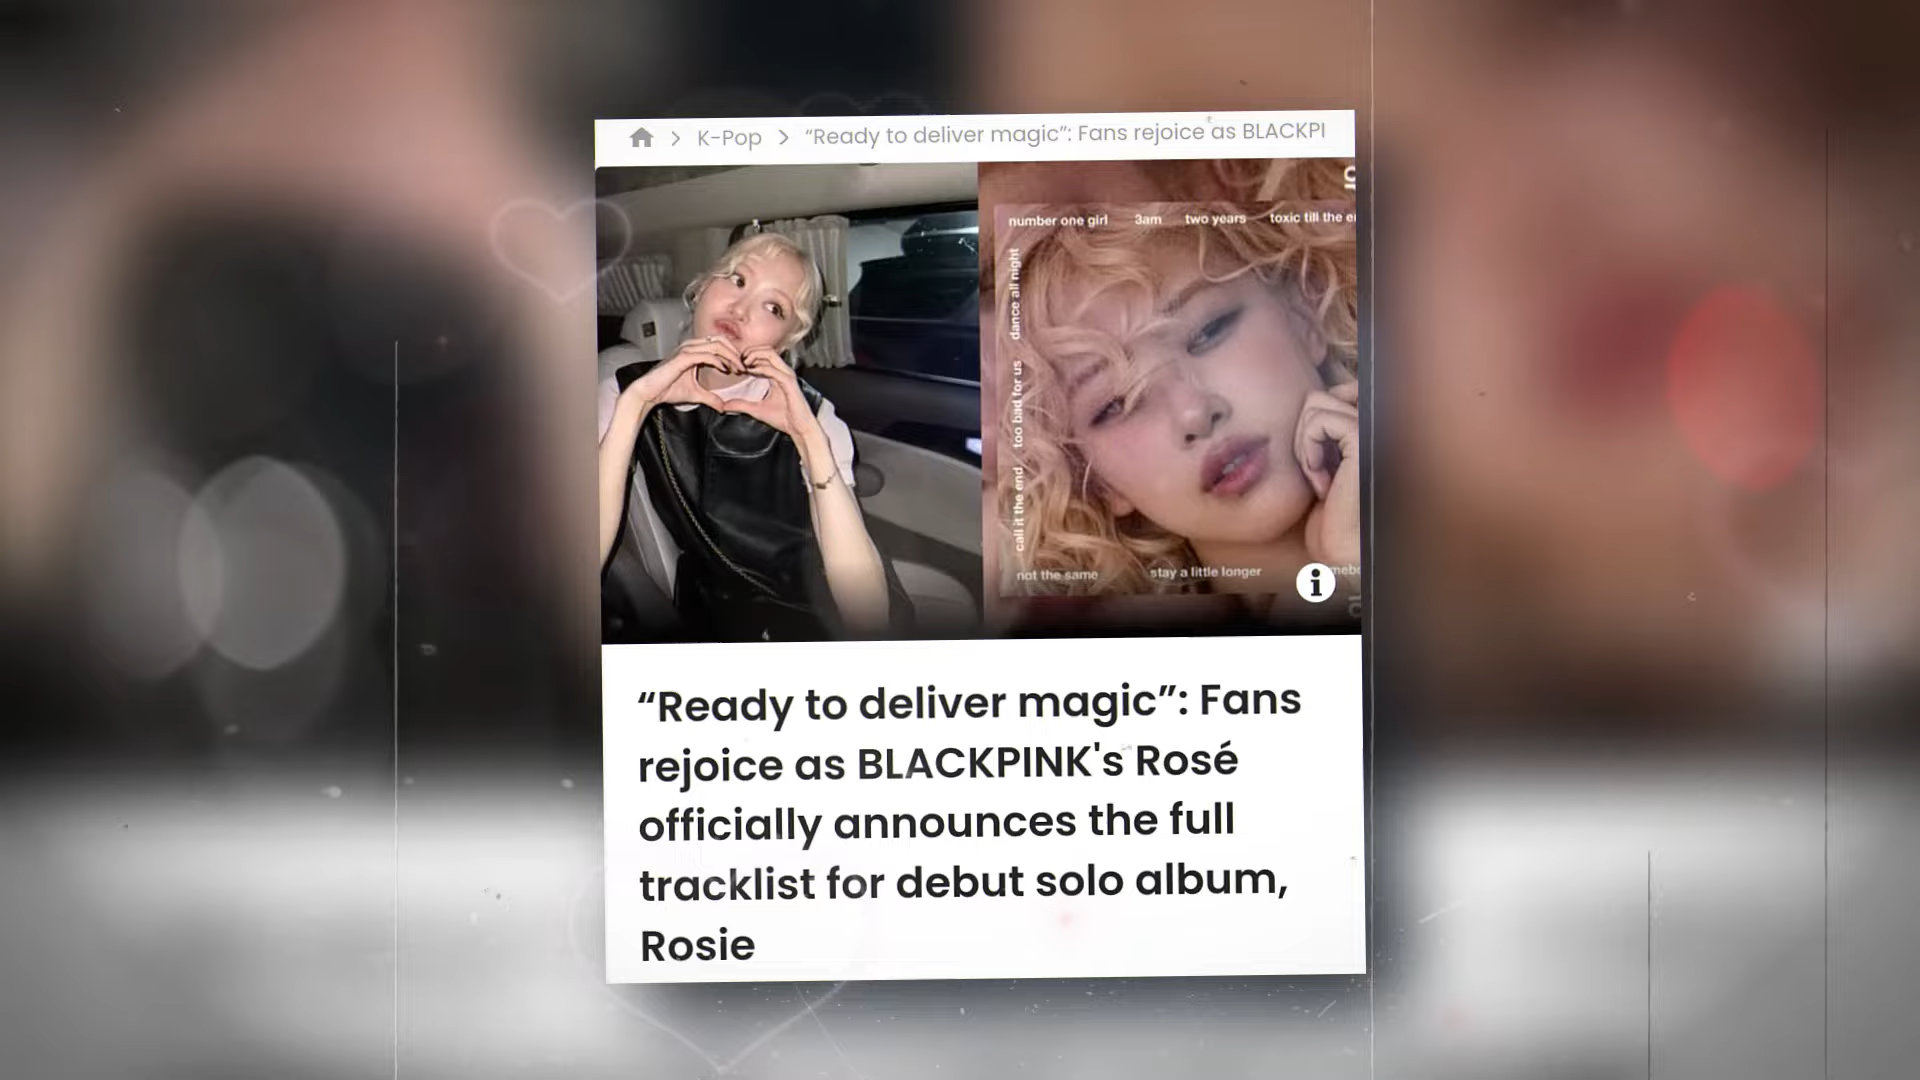 K-Pop "Ready to deliver magic": Fans rejoice as BLACKPI
number one girl 3am two years toxic till the
dance all night
too bad for us
call it the end
not the same stay a little longer
“Ready to deliver magic”: Fans
rejoice as BLACKPINK's Rosé
officially announces the full
tracklist for debut solo album,
Rosie